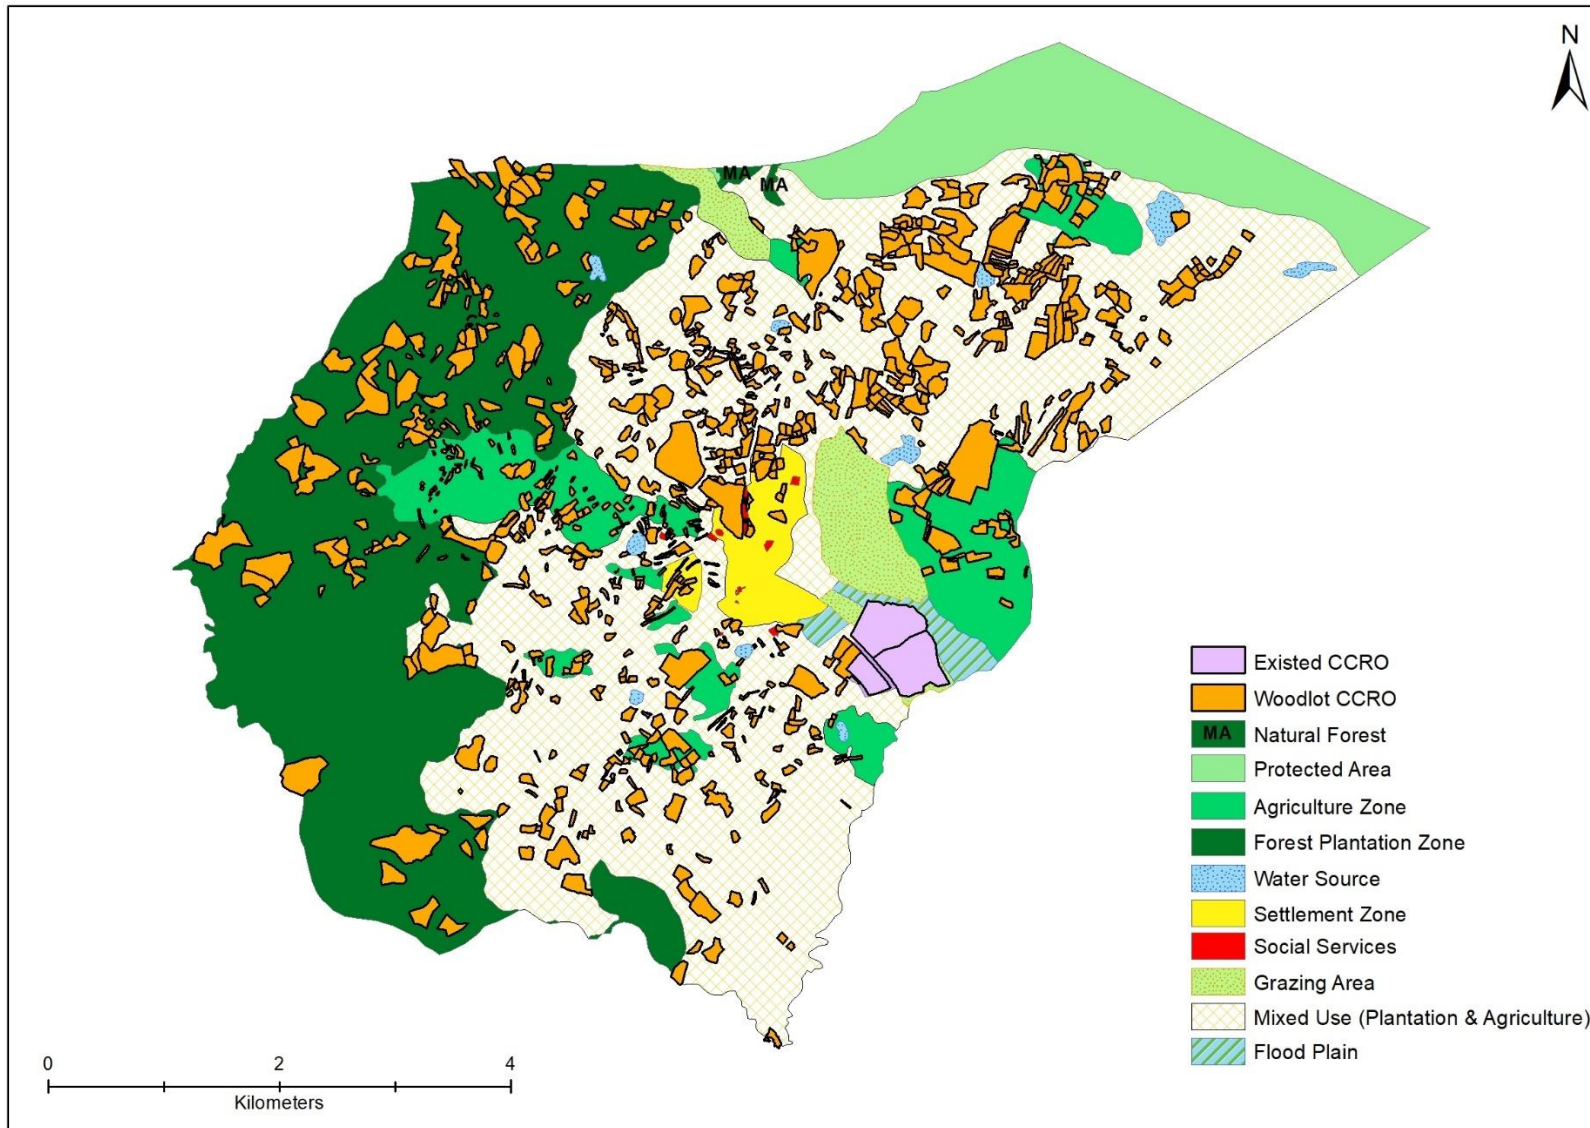 N
MA
MA
Existed CCRO
Woodlot CCRO
MA Natural Forest
Protected Area
Agriculture Zone
Forest Plantation Zone
Water Source
Settlement Zone
Social Services
Grazing Area
Mixed Use (Plantation & Agriculture)
Flood Plain
0 2 4
Kilometers